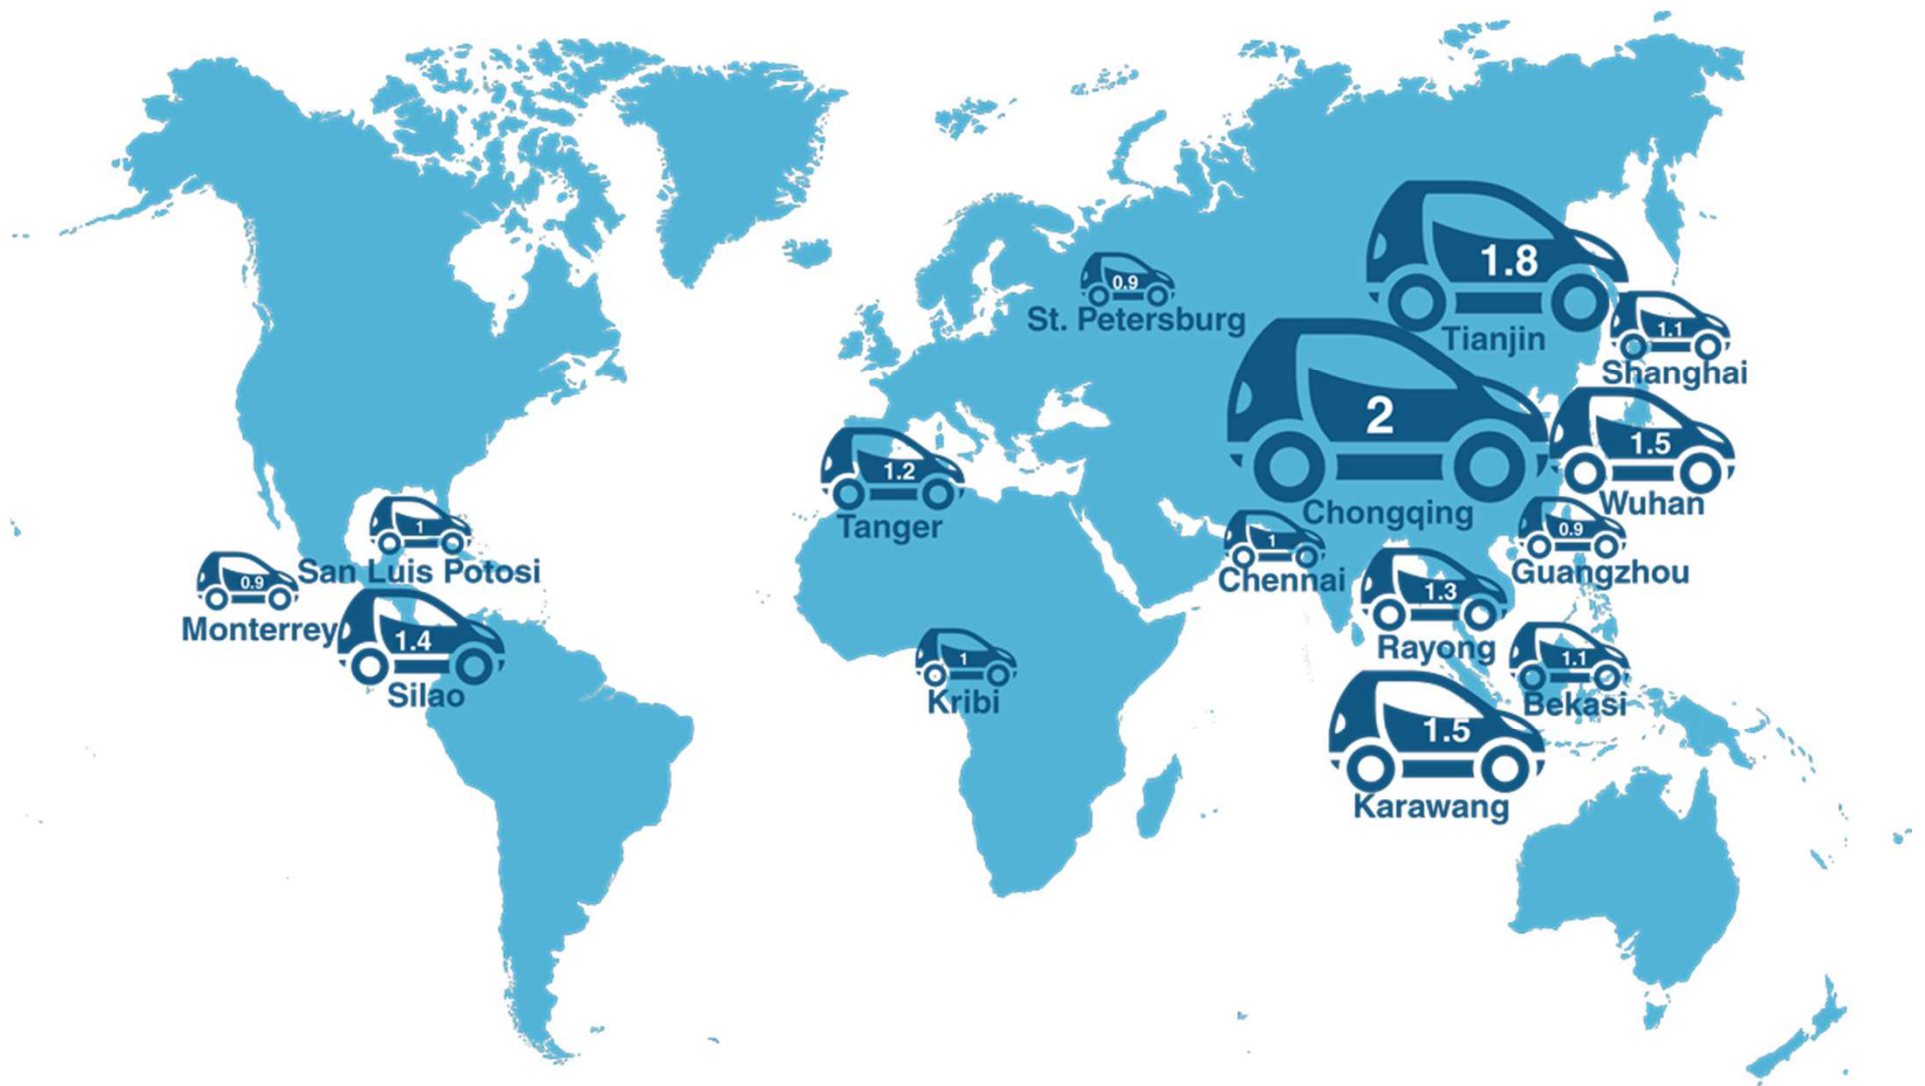 1.8
Tianjin
0.9
St. Petersburg
1.1
Shanghai
2
Chongqing
1.5
Wuhan
1.2
Tanger
1
San Luis Potosi
0.9
Monterrey
1.4
Silao
1
Chennai
0.9
Guangzhou
1.3
Rayong
1.1
Bekasi
1
Kribi
1.5
Karawang